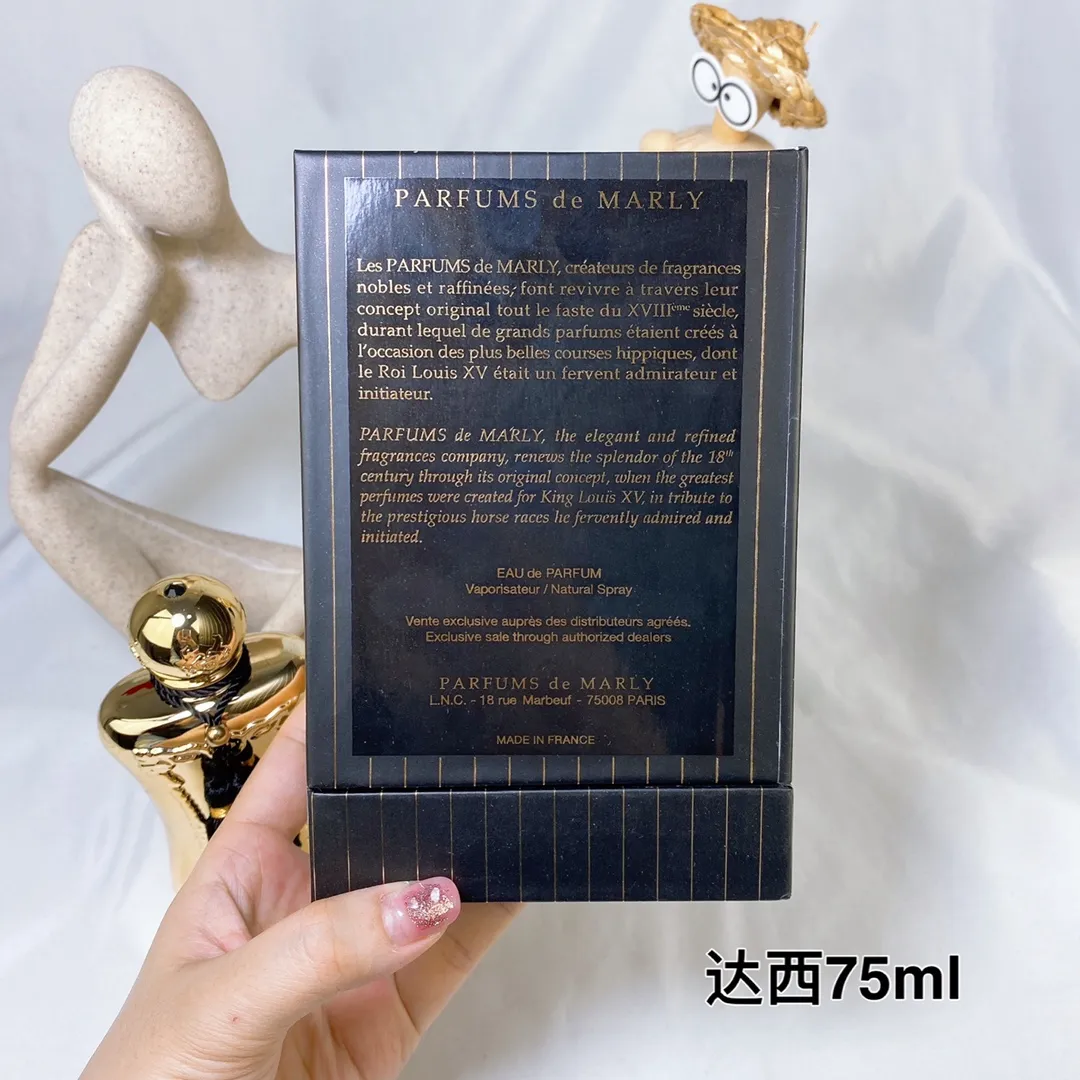 PARFUMS de MARLY
Les PARFUMS de MARLY, créateurs de fragrances
nobles et raffinées, font revivre à travers leur
concept original tout le faste du XVIIIème siècle,
durant lequel de grands parfums étaient créés à
l'occasion des plus belles courses hippiques, dont
le Roi Louis XV était un fervent admirateur et
initiateur.
PARFUMS de MARLY, the elegant and refined
fragrances company, renews the splendor of the 18th
century through its original concept, when the greatest
perfumes were created for King Louis XV, in tribute to
the prestigious horse races he fervently admired and
initiated.
EAU de PARFUM
Vaporisateur / Natural Spray
Vente exclusive auprès des distributeurs agréés.
Exclusive sale through authorized dealers
PARFUMS de MARLY
L.N.C. - 18 rue Marbeuf - 75008 PARIS
MADE IN FRANCE
达西75ml